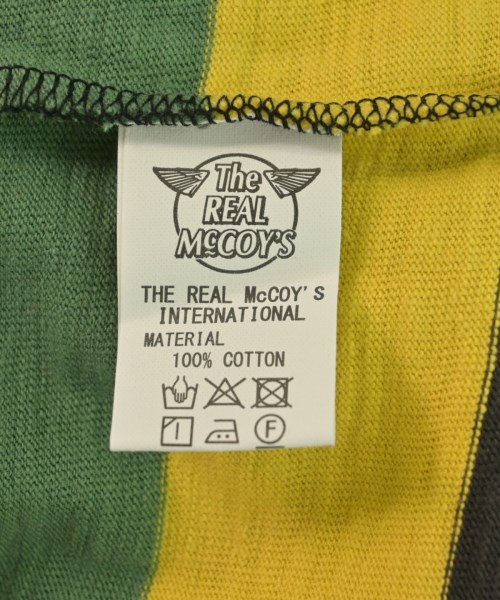 The
REAL
McCOY'S
THE REAL McCOY'S
INTERNATIONAL
MATERIAL
100% COTTON
F